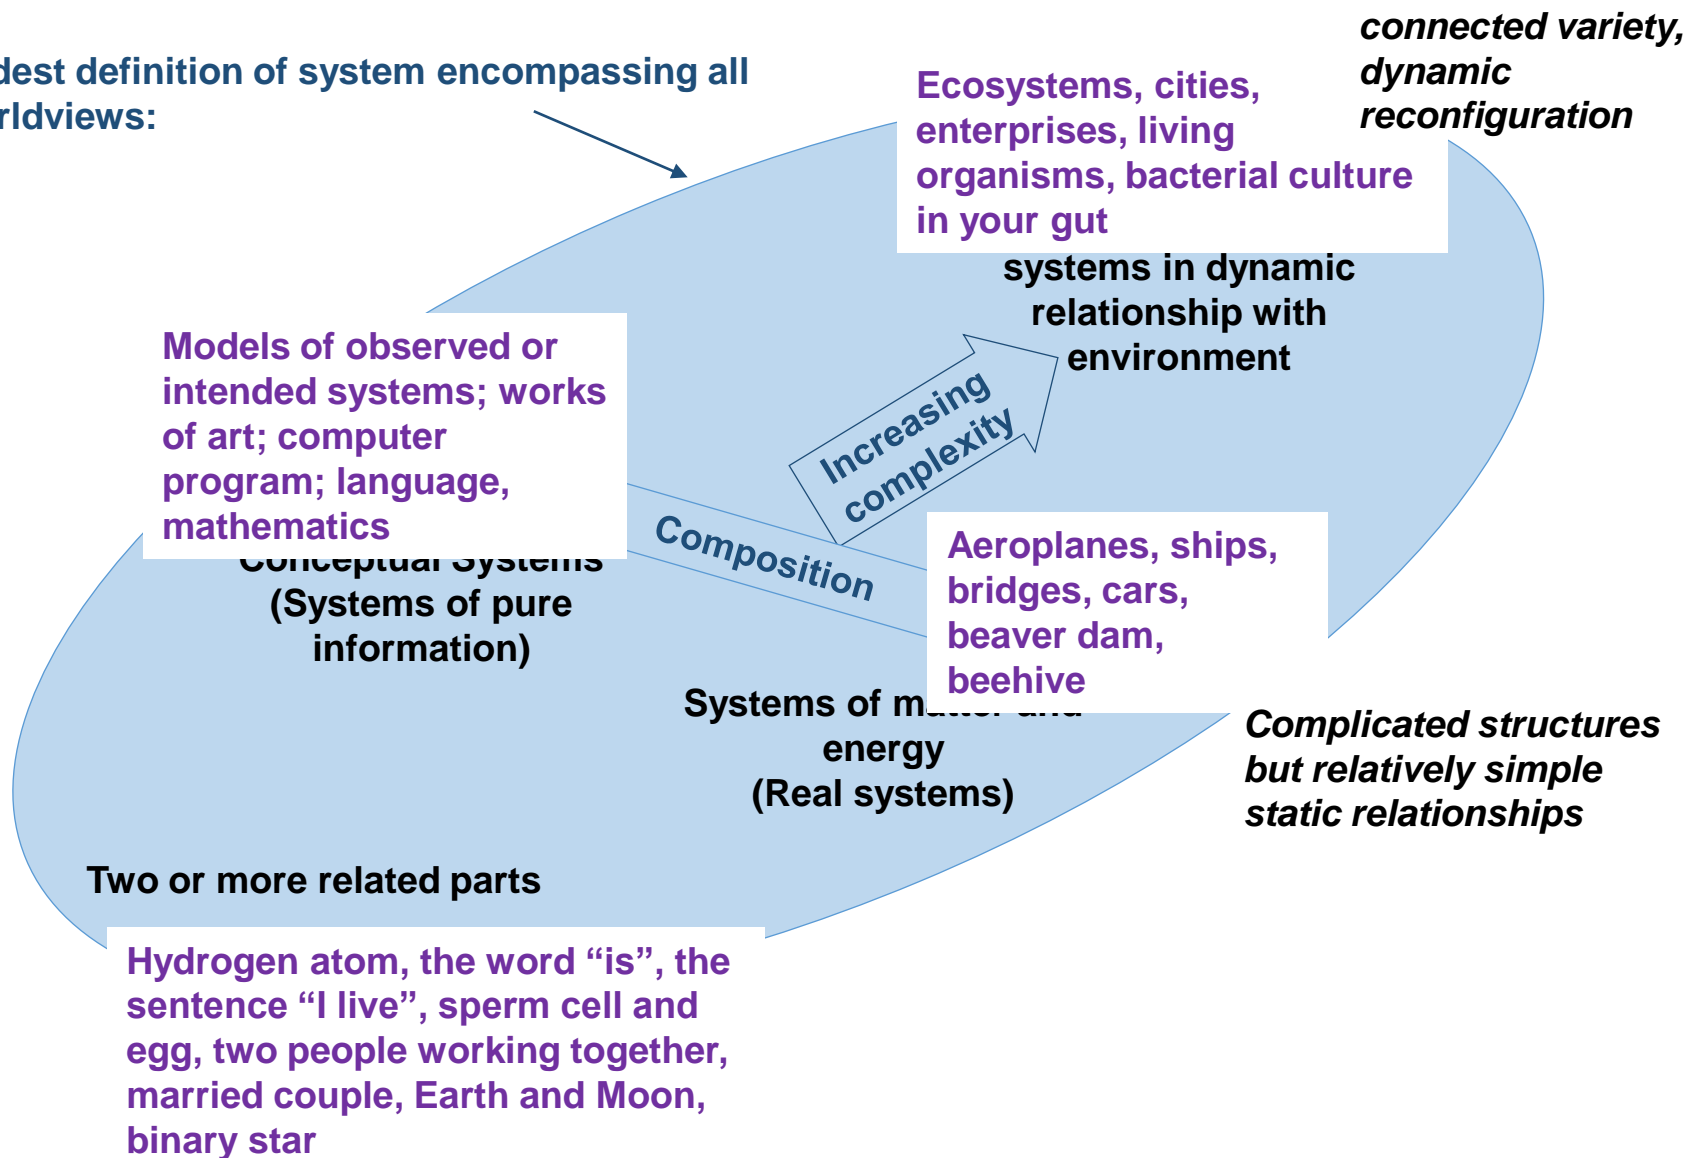 connected variety,
dynamic
reconfiguration
dest definition of system encompassing all
rldviews:
Ecosystems, cities,
enterprises, living
organisms, bacterial culture
in your gut
systems in dynamic
relationship with
environment
Models of observed or
intended systems; works
of art; computer
program; language,
mathematics
Increasing
complexity
Composition
Conceptual Systems
(Systems of pure
information)
Aeroplanes, ships,
bridges, cars,
beaver dam,
beehive
Systems of matter and
energy
(Real systems)
Complicated structures
but relatively simple
static relationships
Two or more related parts
Hydrogen atom, the word “is”, the
sentence “I live”, sperm cell and
egg, two people working together,
married couple, Earth and Moon,
binary star